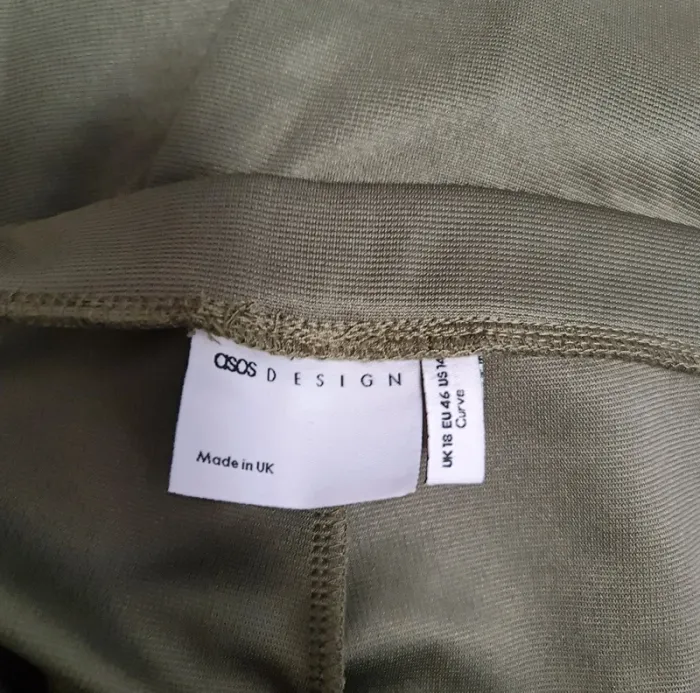 asos DESIGN
Made in UK
UK 18 EU 46 US 14
Curve